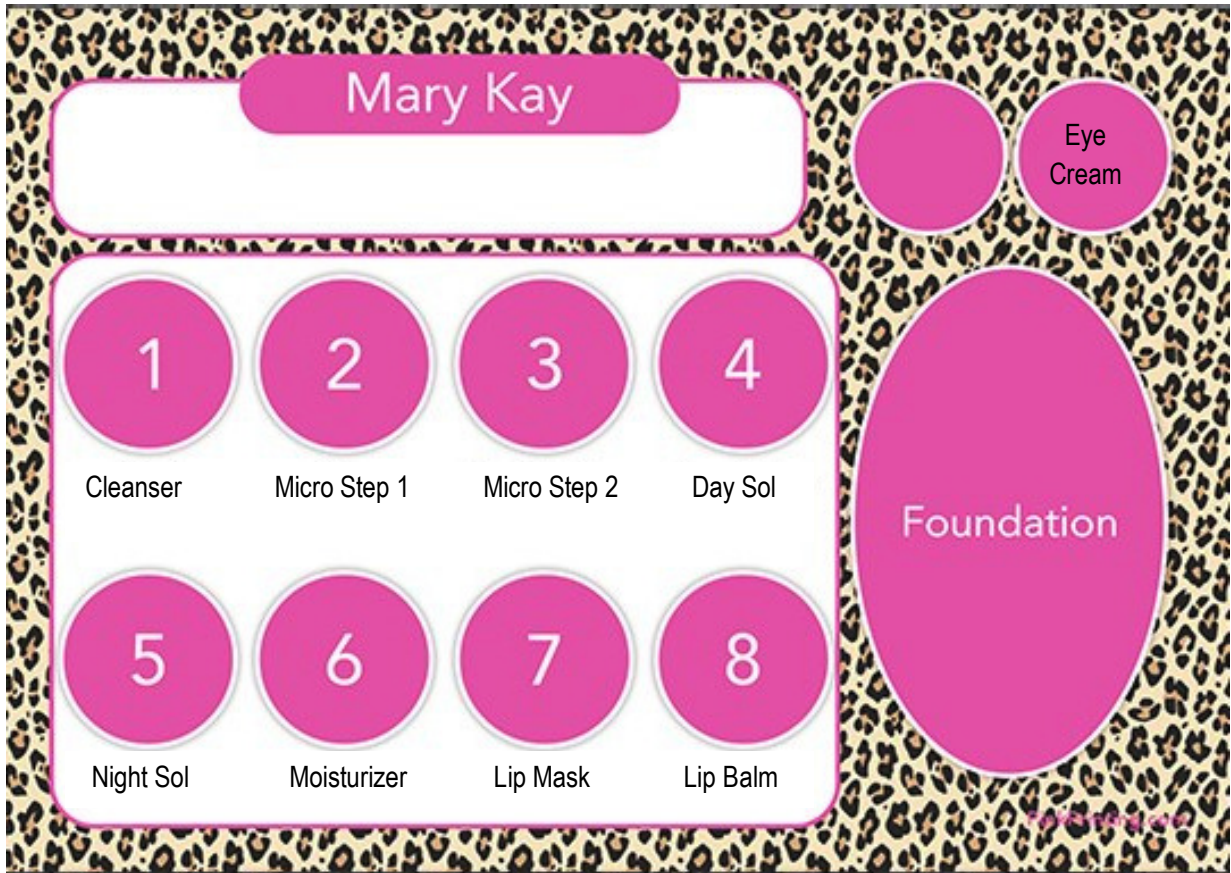 Mary Kay
Eye
Cream
1 2 3 4
Cleanser Micro Step 1 Micro Step 2 Day Sol
Foundation
5 6 7 8
Night Sol Moisturizer Lip Mask Lip Balm